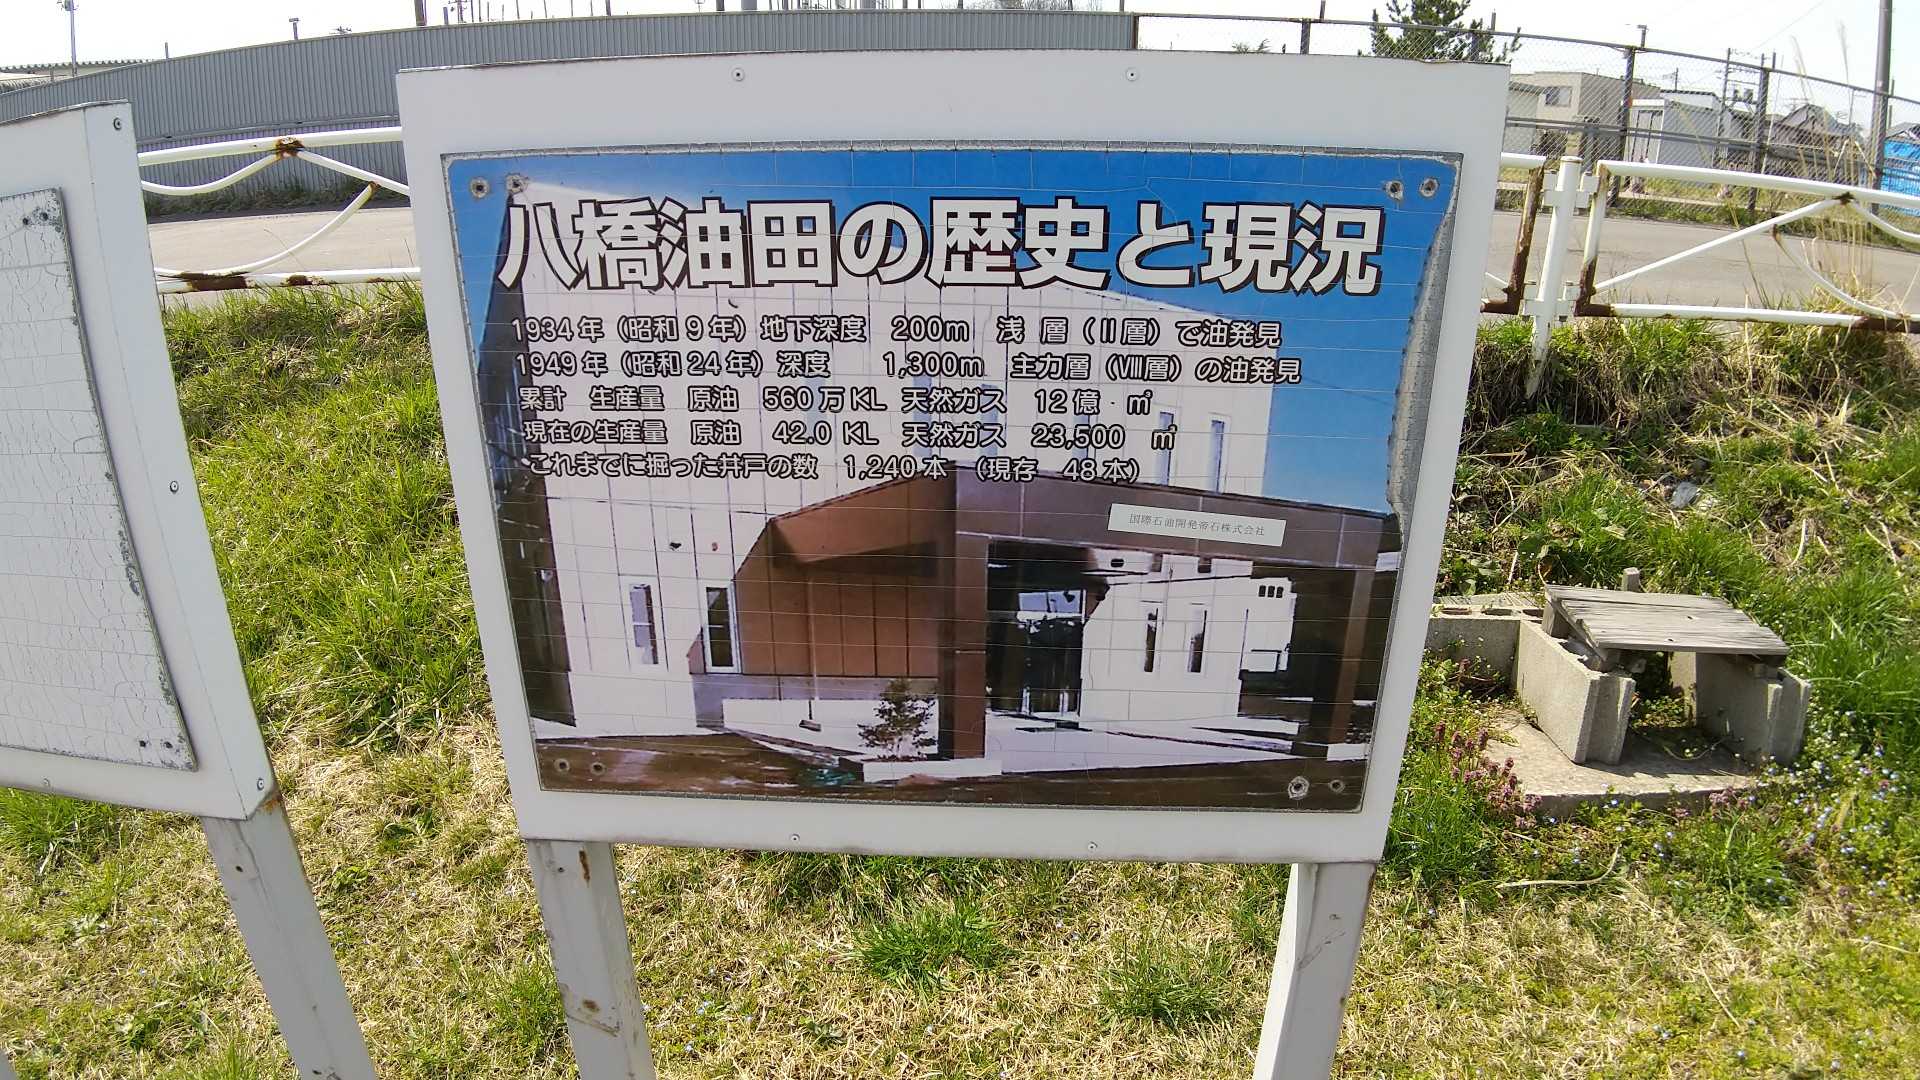 八橋油田の歴史と現況
1934年（昭和9年）地下深度 200m 浅 層（Ⅱ層）で油発見
1949年（昭和24年）深度 1,300m 主力層（Ⅷ層）の油発見
累計 生産量 原油 560万KL 天然ガス 12億 ㎥
現在の生産量 原油 42.0 KL 天然ガス 23,500 ㎥
これまでに掘った井戸の数 1,240本 （現存 48本）
国際石油開発帝石株式会社